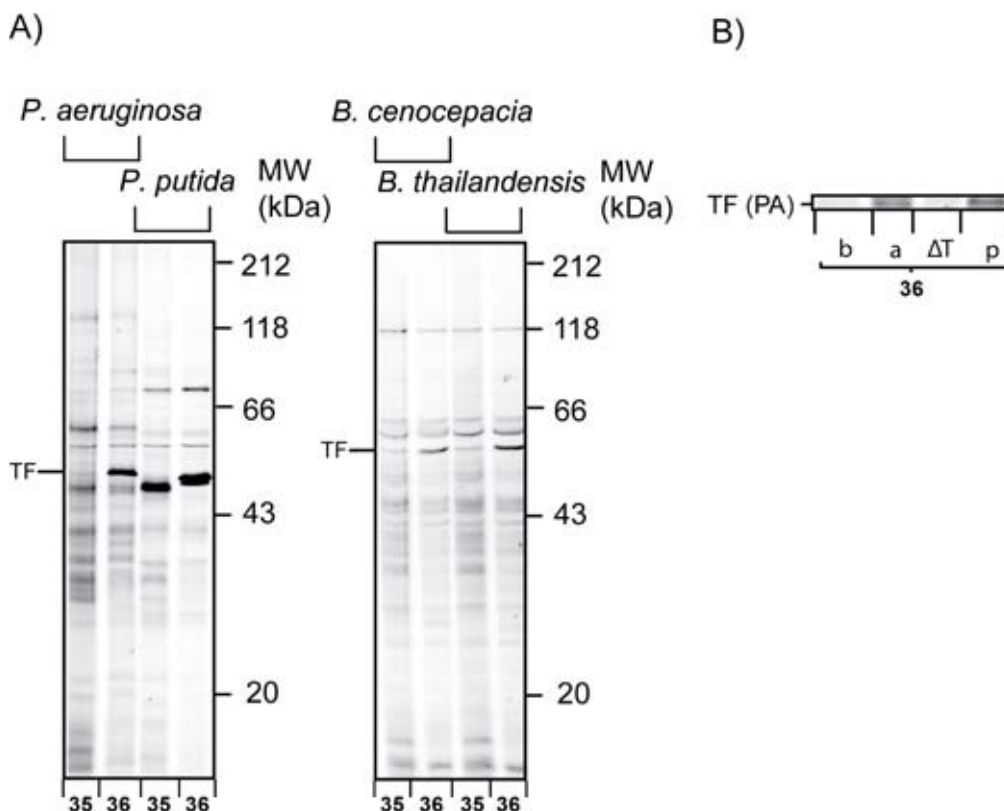 A)
B)
P. aeruginosa
P. putida
MW
(kDa)
B. cenocepacia
B. thailandensis
MW
(kDa)
212
118
66
TF
43
20
35 36 35 36
212
118
66
TF
43
20
35 36 35 36
TF (PA)
b a ΔT p
36